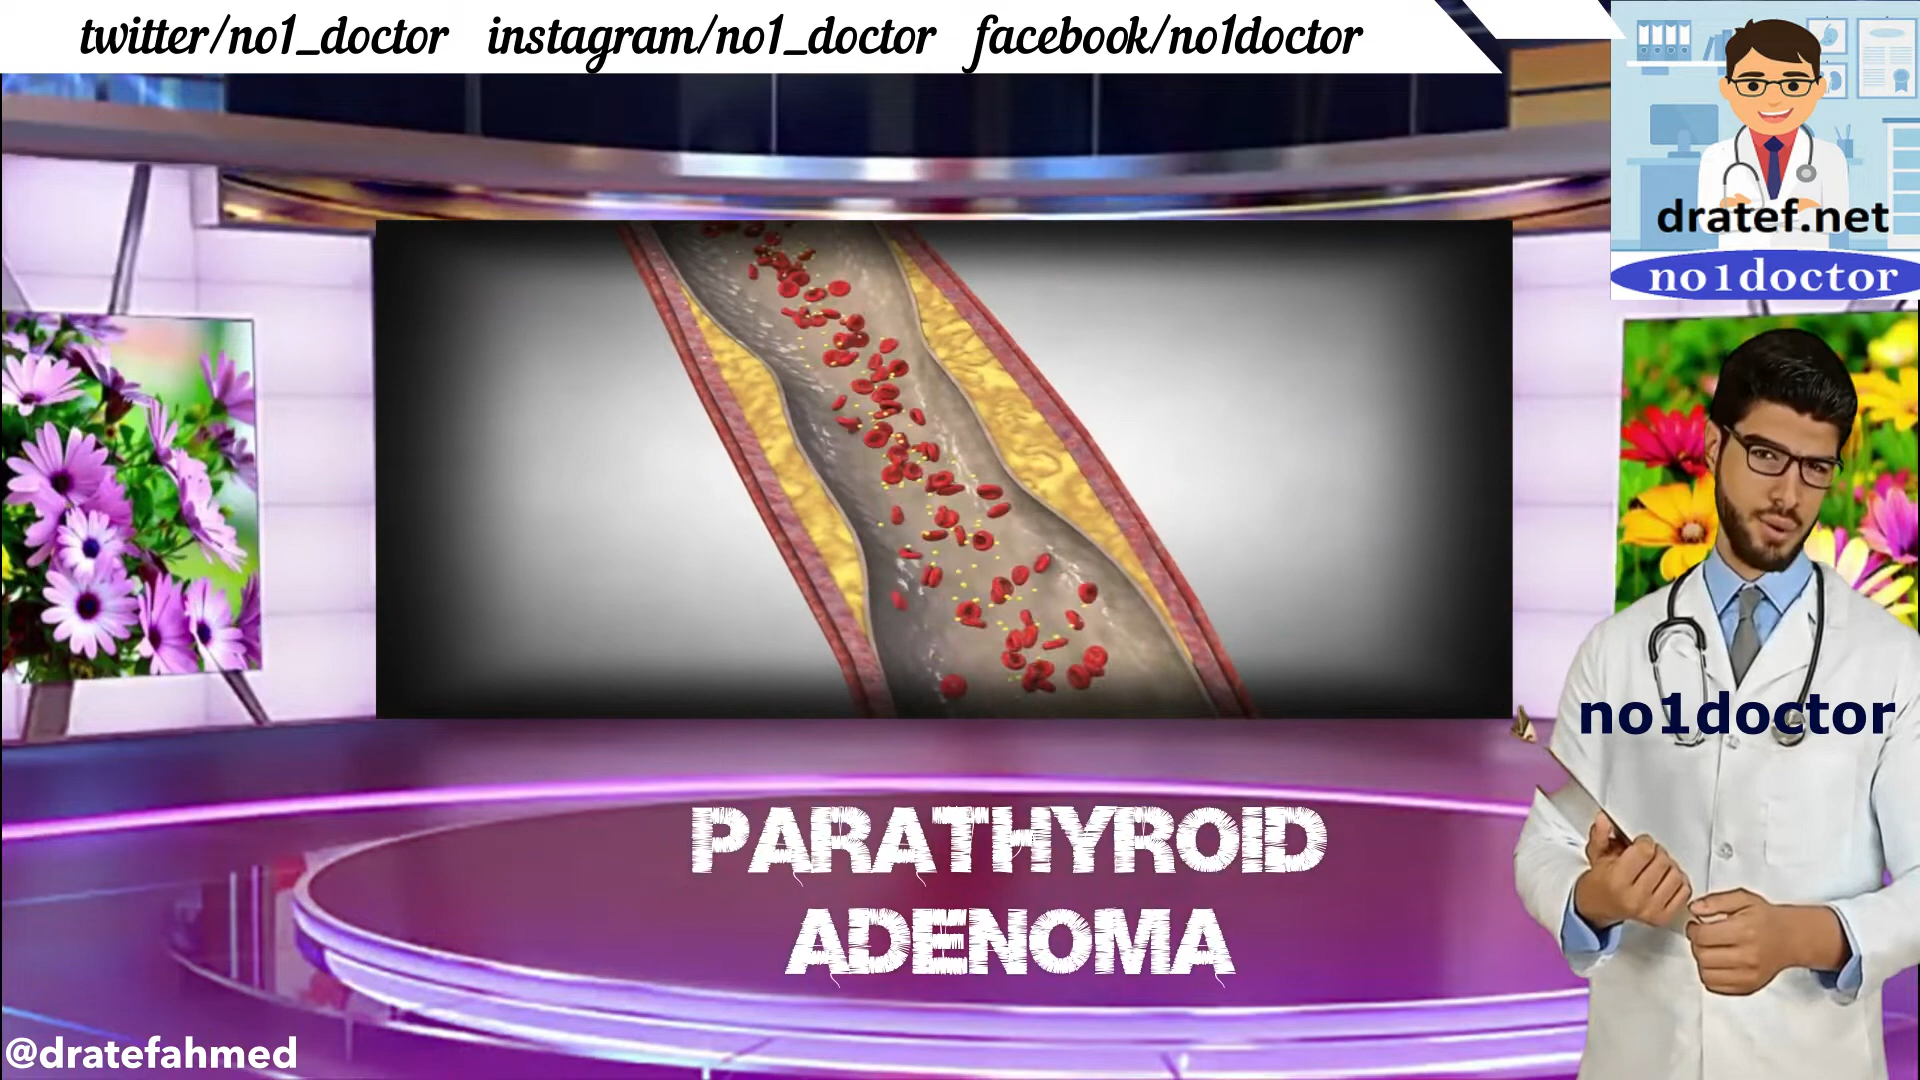 twitter/no1_doctor instagram/no1_doctor facebook/no1doctor
dratef.net
no1doctor
no1doctor
PARATHYROID
ADENOMA
@dratefahmed